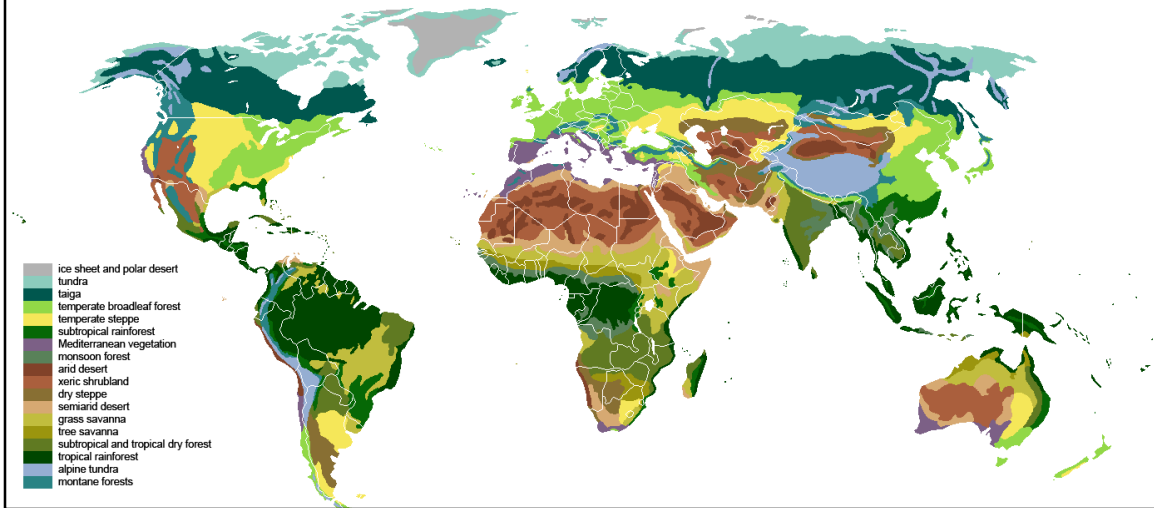 ice sheet and polar desert
tundra
taiga
temperate broadleaf forest
temperate steppe
subtropical rainforest
Mediterranean vegetation
monsoon forest
arid desert
xeric shrubland
dry steppe
semiarid desert
grass savanna
tree savanna
subtropical and tropical dry forest
tropical rainforest
alpine tundra
montane forests